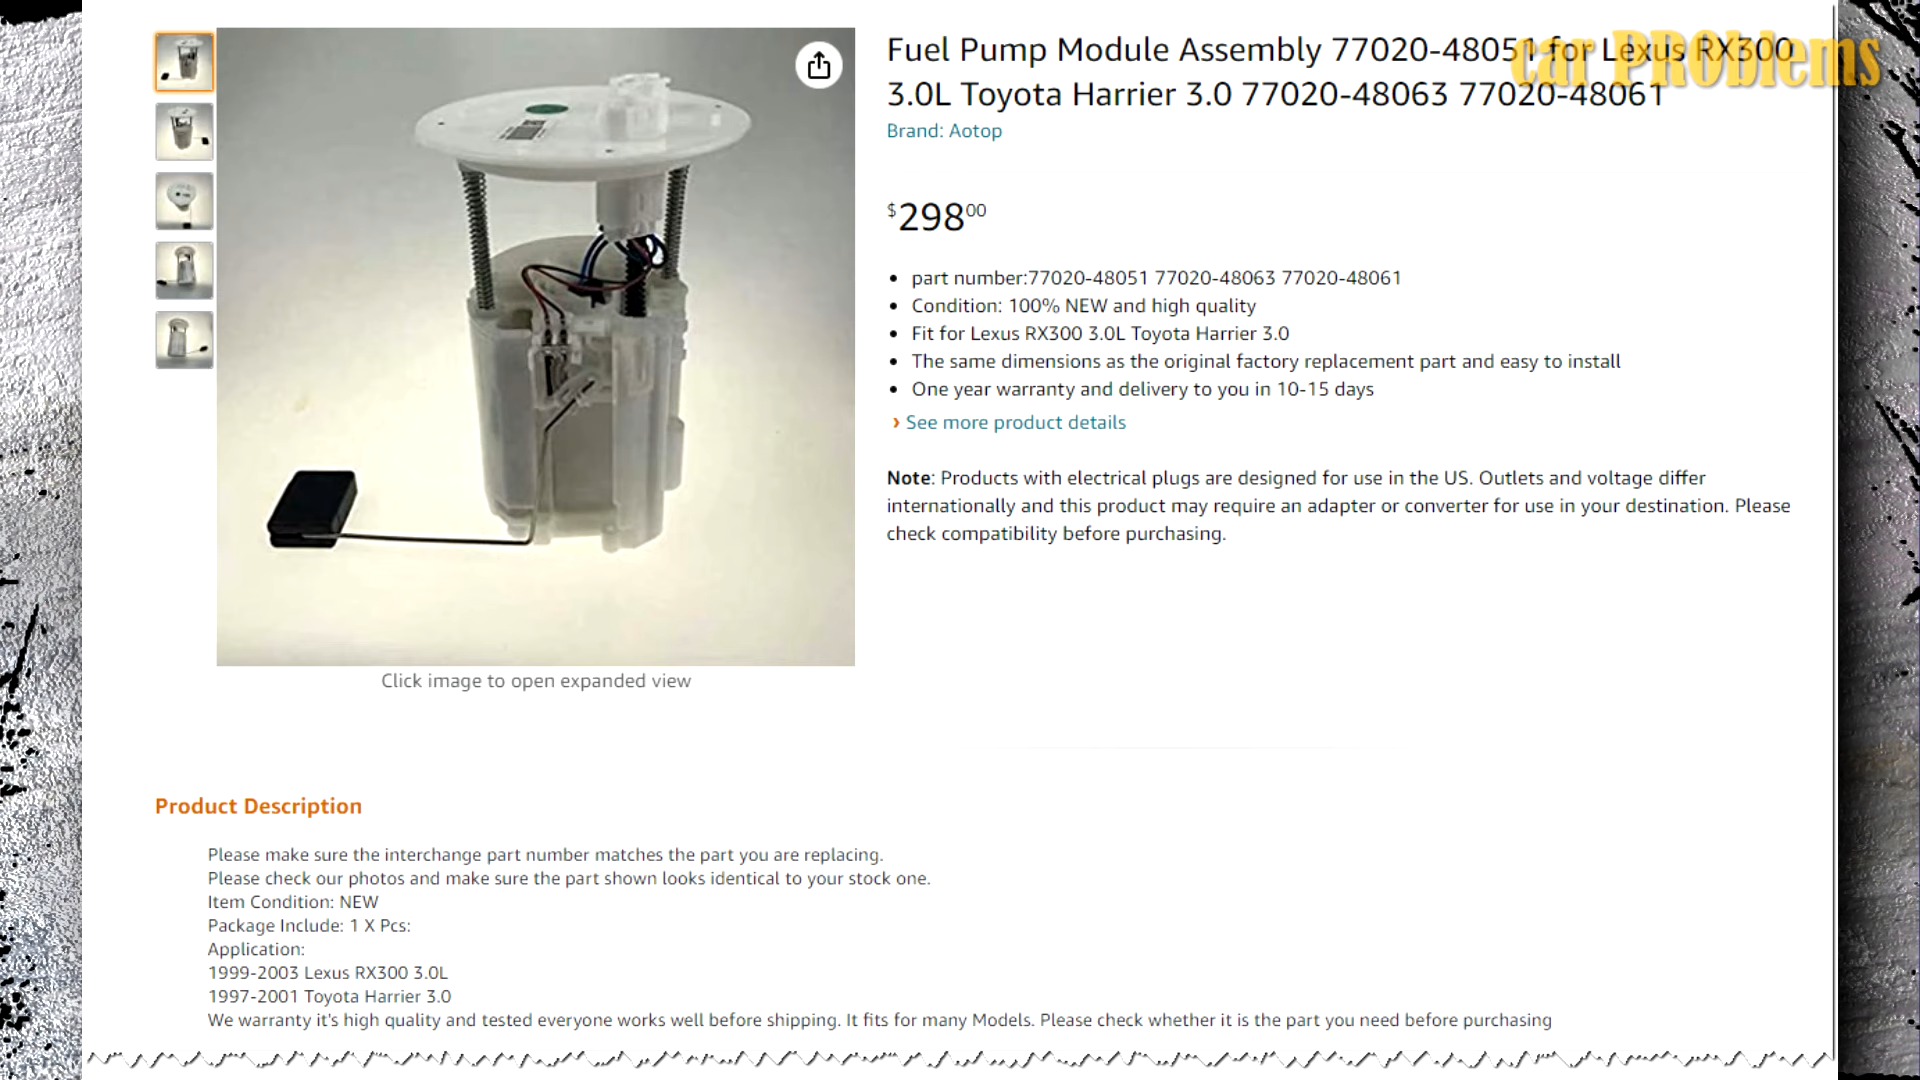 car PROblems
Fuel Pump Module Assembly 77020-48051 for Lexus RX300
3.0L Toyota Harrier 3.0 77020-48063 77020-48061
Brand: Aotop
$29800
part number:77020-48051 77020-48063 77020-48061
Condition: 100% NEW and high quality
Fit for Lexus RX300 3.0L Toyota Harrier 3.0
The same dimensions as the original factory replacement part and easy to install
One year warranty and delivery to you in 10-15 days
› See more product details
Note: Products with electrical plugs are designed for use in the US. Outlets and voltage differ
internationally and this product may require an adapter or converter for use in your destination. Please
check compatibility before purchasing.
Click image to open expanded view
Product Description
Please make sure the interchange part number matches the part you are replacing.
Please check our photos and make sure the part shown looks identical to your stock one.
Item Condition: NEW
Package Include: 1 X Pcs:
Application:
1999-2003 Lexus RX300 3.0L
1997-2001 Toyota Harrier 3.0
We warranty it's high quality and tested everyone works well before shipping. It fits for many Models. Please check whether it is the part you need before purchasing